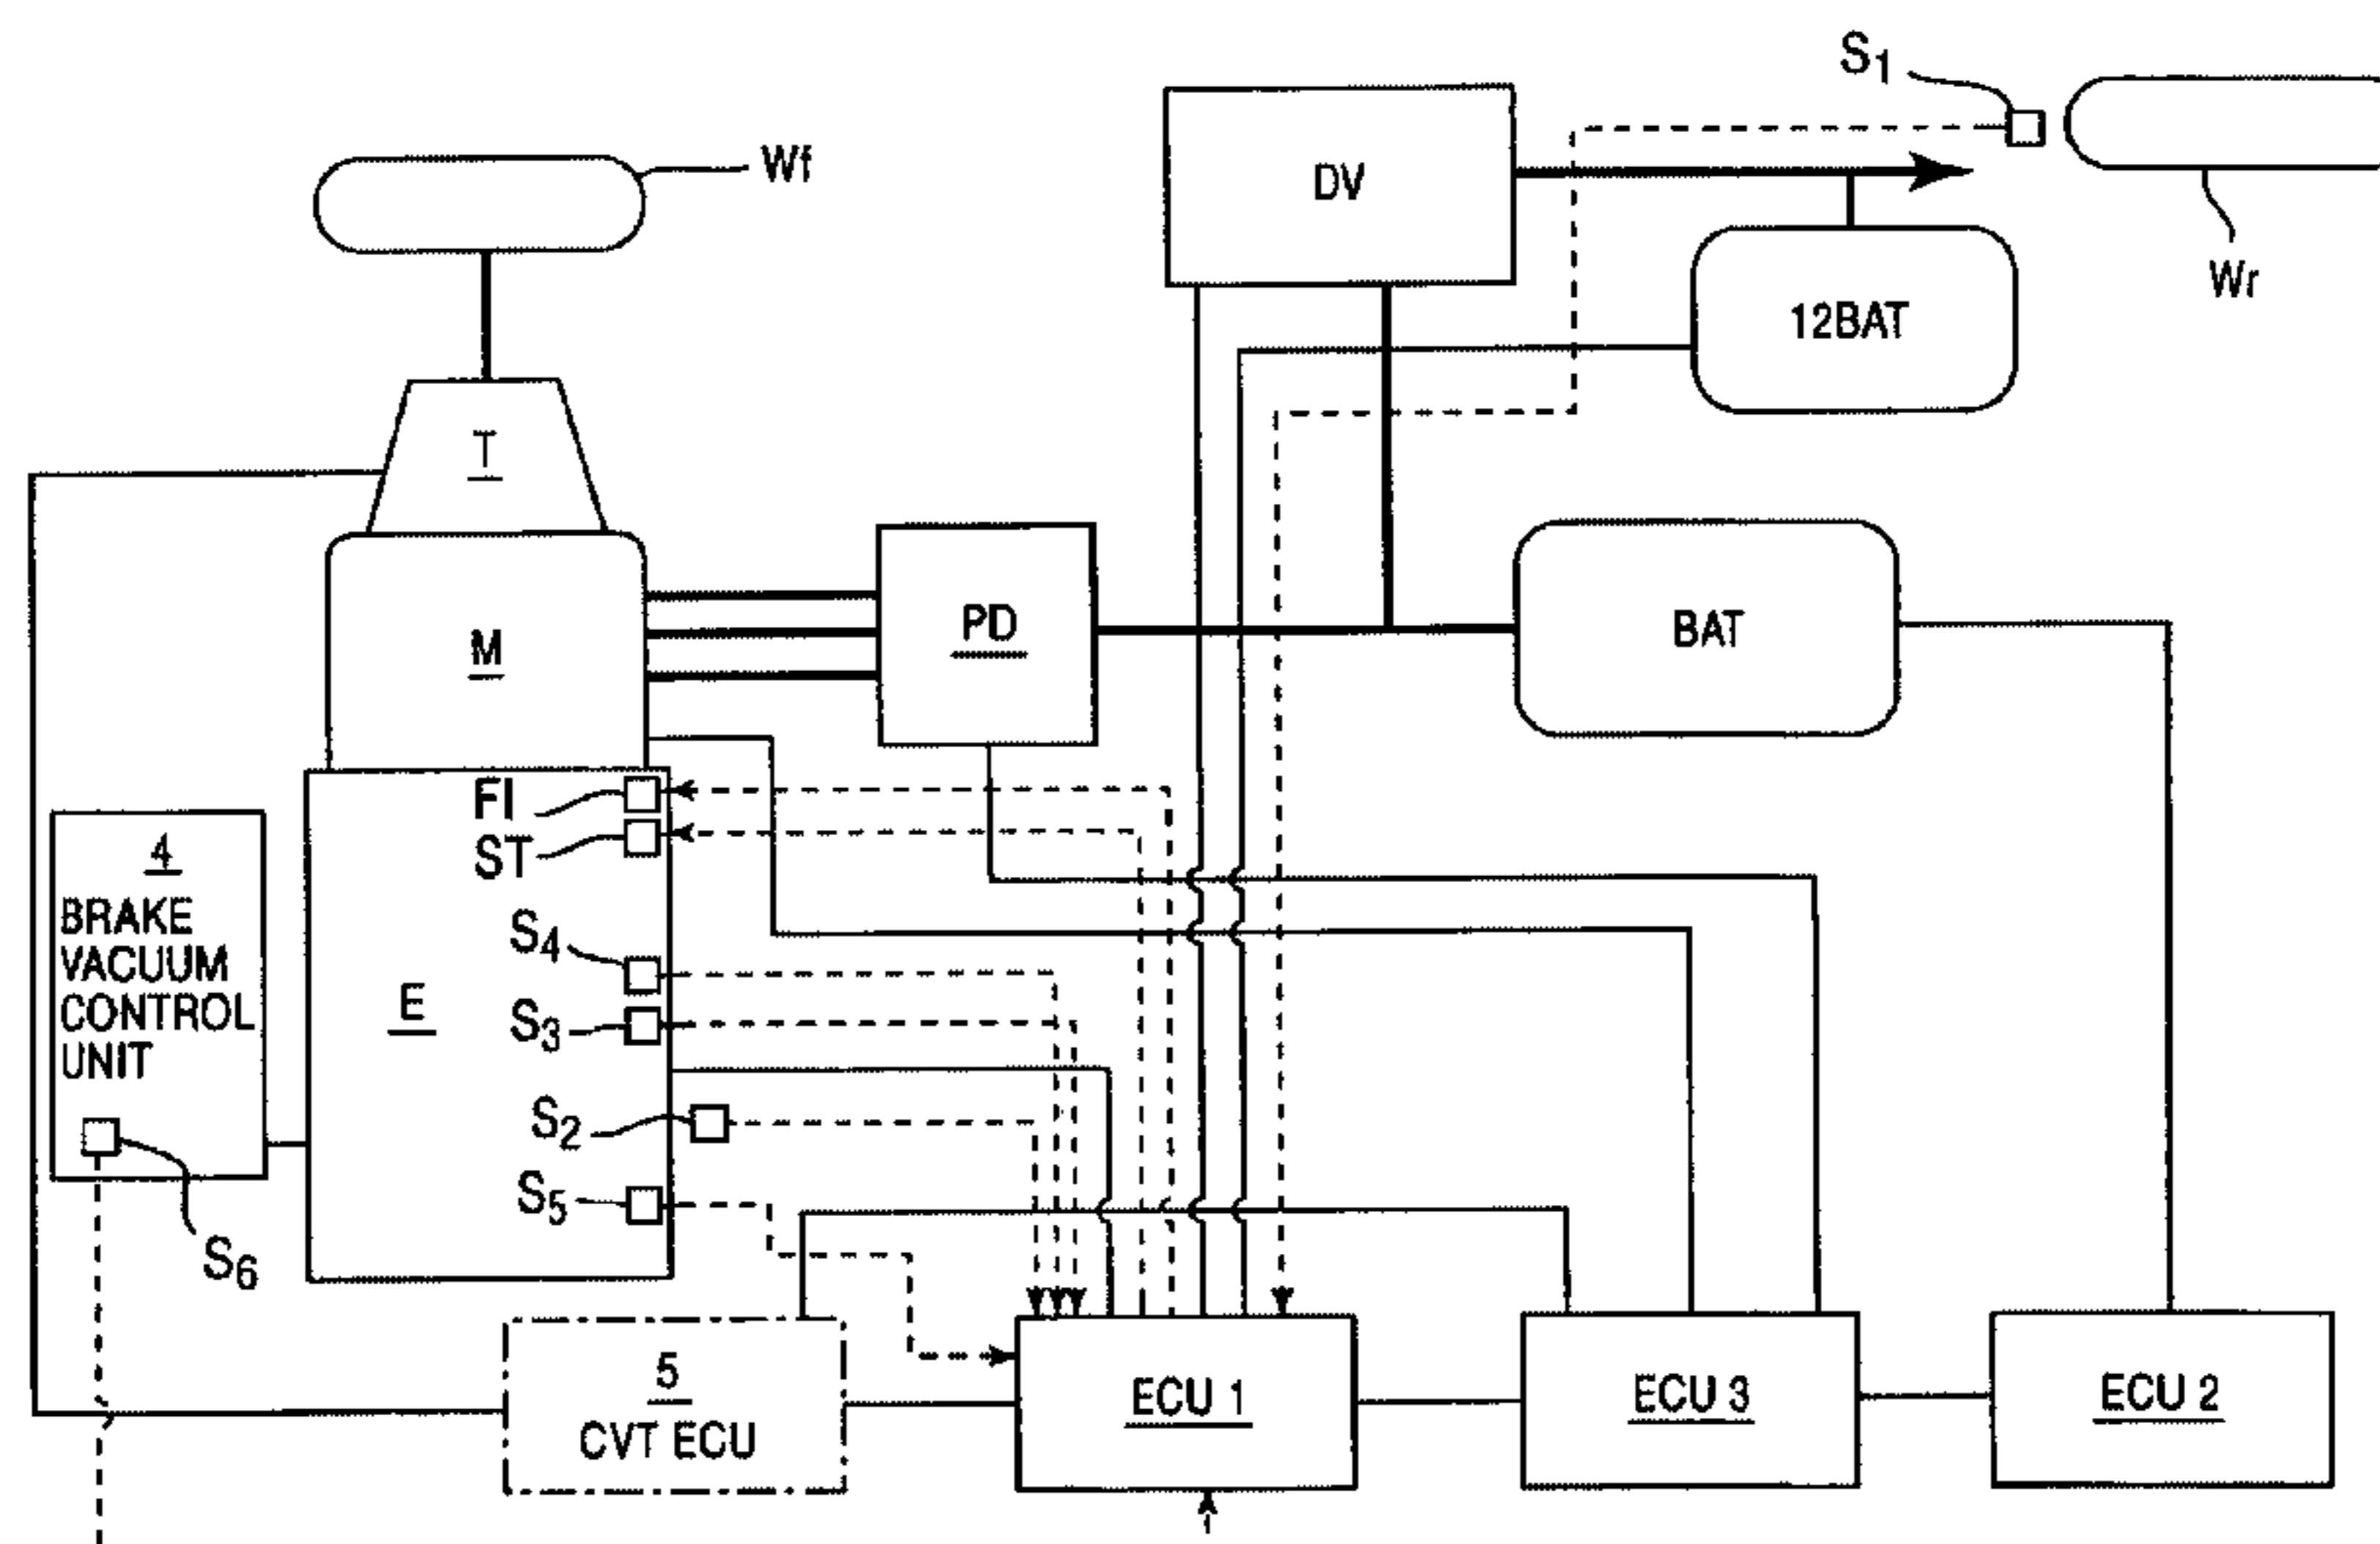 S1
Wf
DV
Wr
12BAT
T
PD
BAT
M
FI
ST
4
BRAKE
VACUUM
CONTROL
UNIT
S4
E
S3
S2
S5
S6
5
CVT ECU
ECU 1
ECU 3
ECU 2